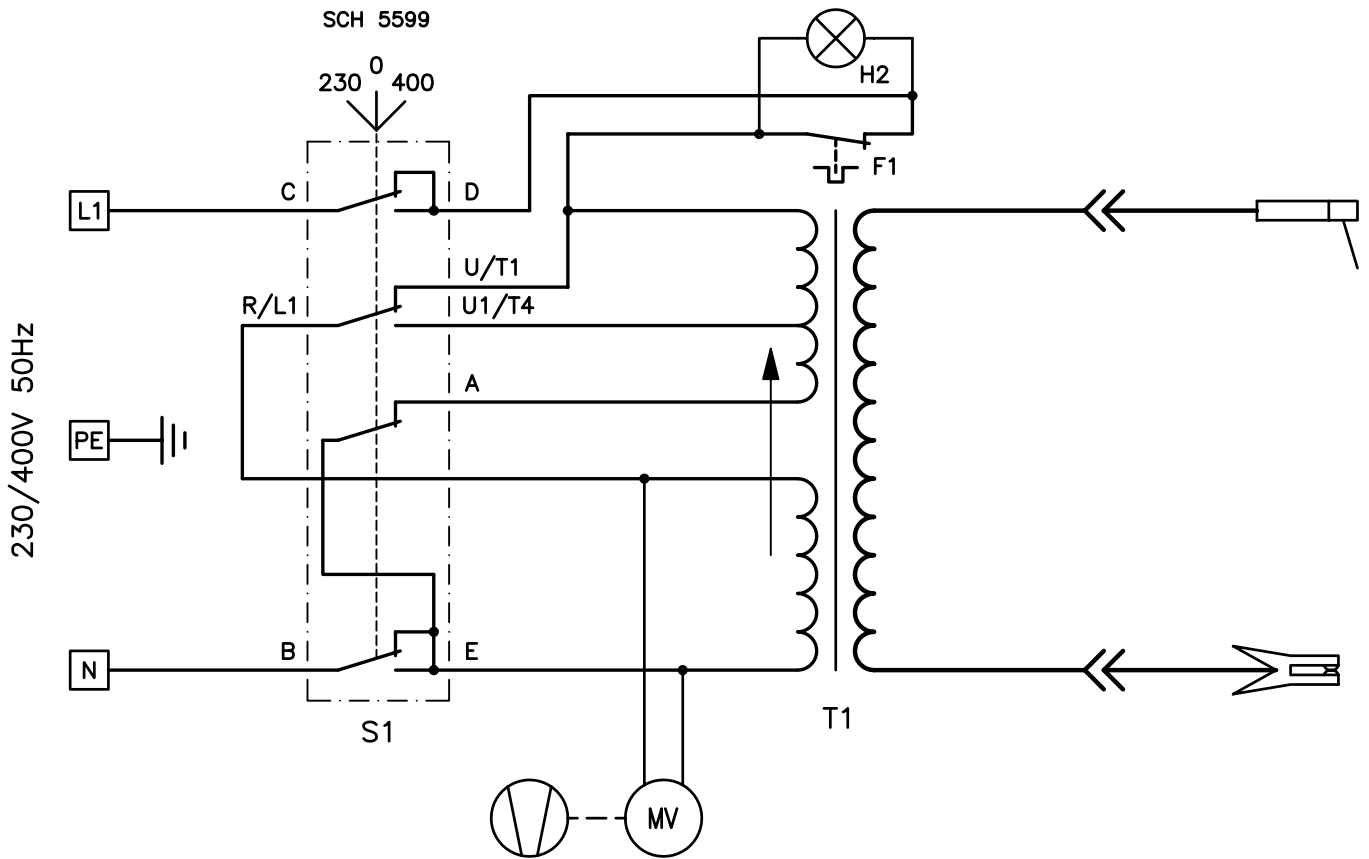 SCH 5599
0
230 400
H2
F1
L1
C
D
U/T1
R/L1
U1/T4
A
PE
230/400V 50Hz
N
B
E
S1
T1
MV